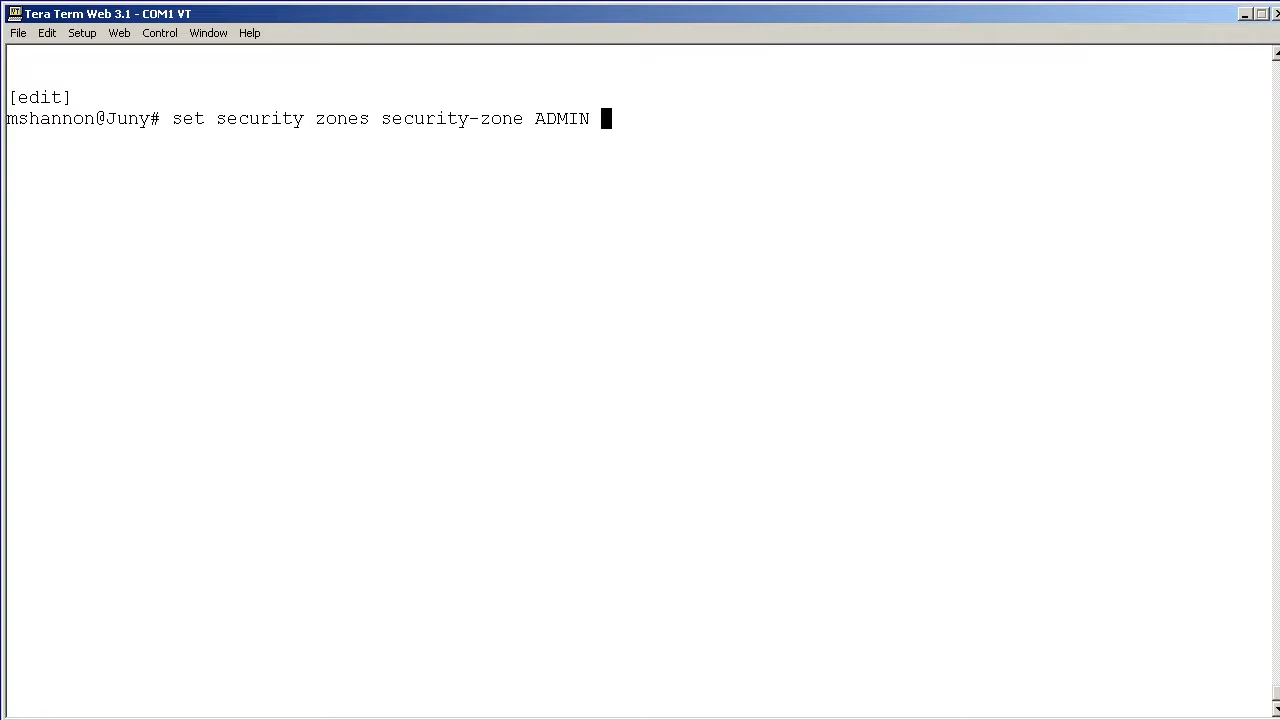 Tera Term Web 3.1 - COM1 VT
File Edit Setup Web Control Window Help
[edit]
mshannon@Juny# set security zones security-zone ADMIN